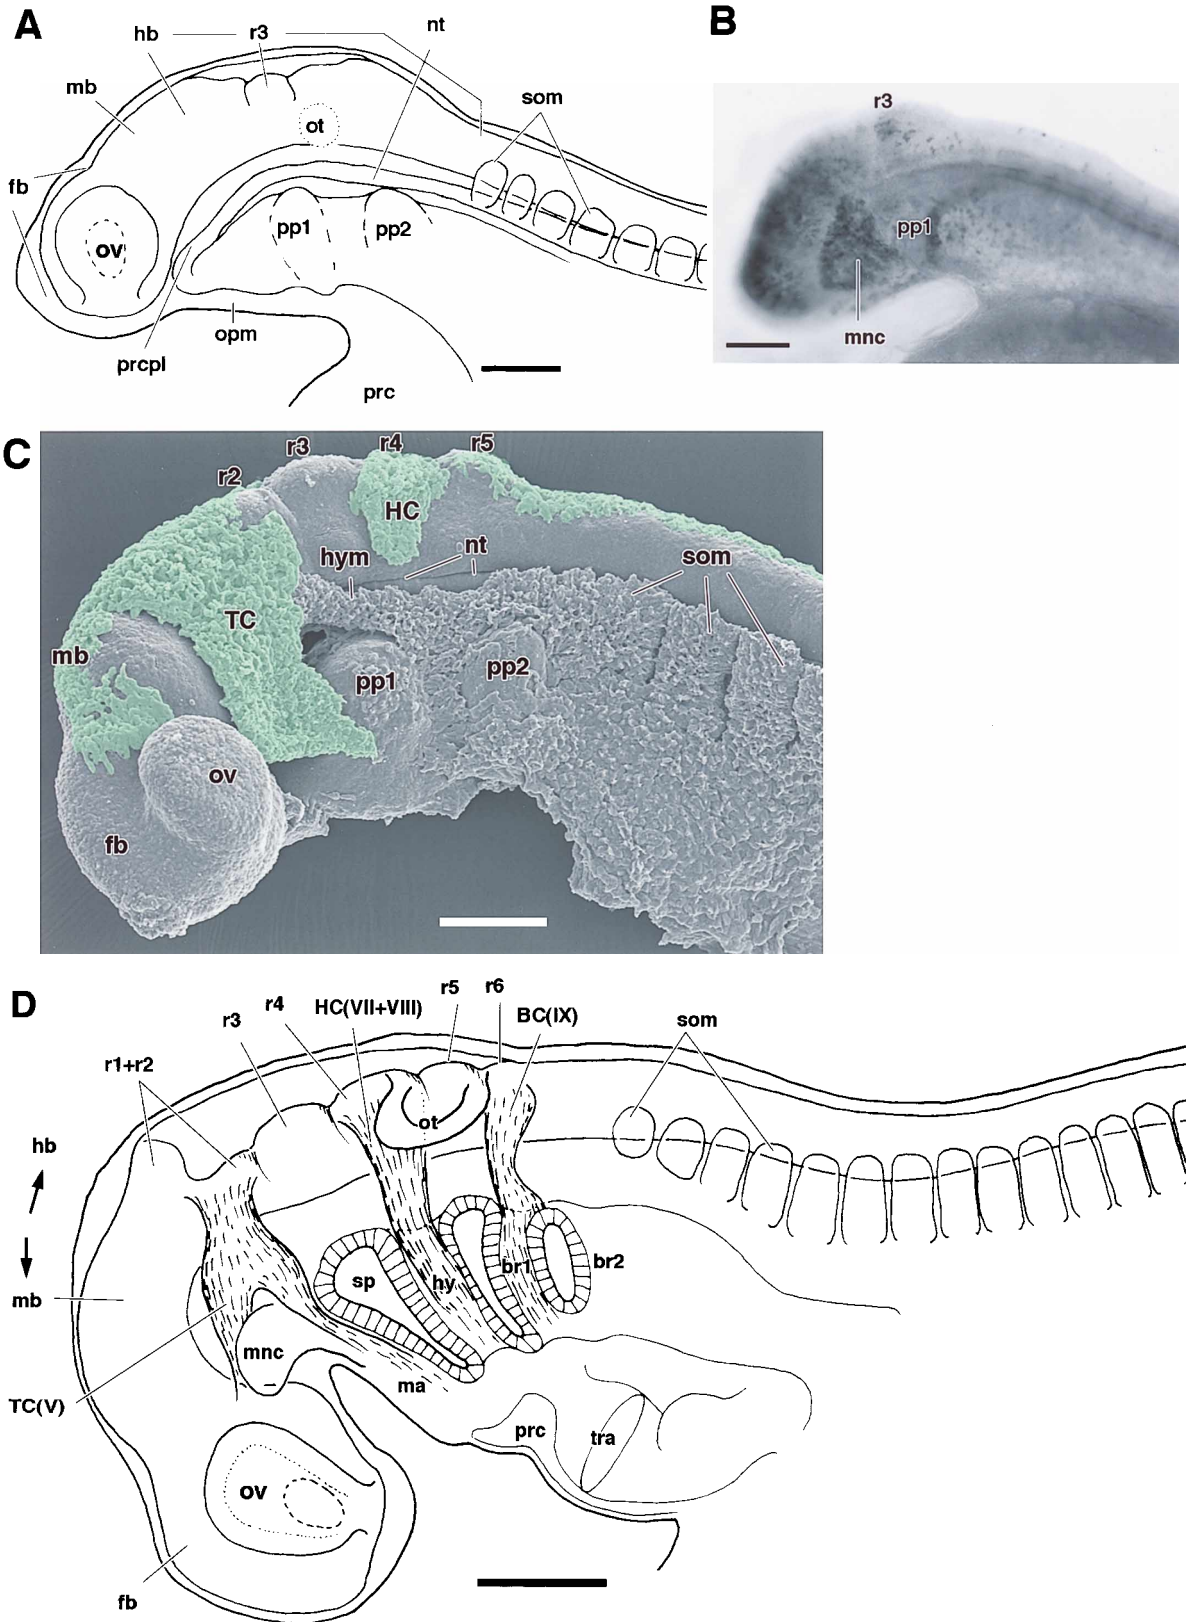 A
hb
r3
nt
mb
som
ot
fb
ov
pp1
pp2
opm
prcpl
prc
B
r3
pp1
mnc
C
r2
r3
r4
r5
HC
hym
nt
som
TC
mb
pp1
pp2
ov
fb
D
r1+r2
r3
r4
HC(VII+VIII)
r5
r6
BC(IX)
som
hb
ot
mb
sp
hy
br1
br2
mnc
ma
TC(V)
prc
tra
ov
fb